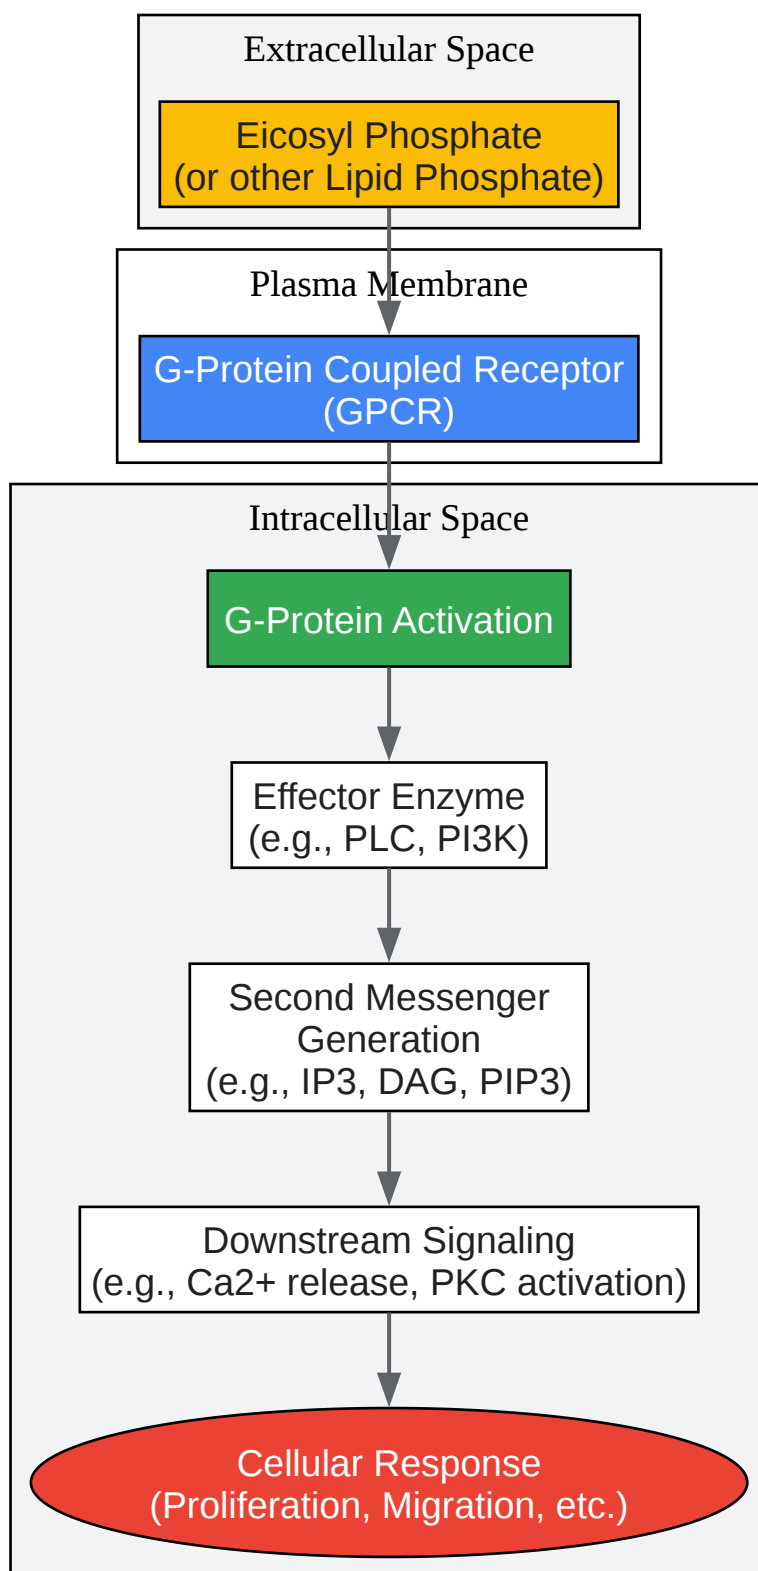 Extracellular Space
Eicosyl Phosphate
(or other Lipid Phosphate)
Plasma Membrane
G-Protein Coupled Receptor
(GPCR)
Intracellular Space
G-Protein Activation
Effector Enzyme
(e.g., PLC, PI3K)
Second Messenger
Generation
(e.g., IP3, DAG, PIP3)
Downstream Signaling
(e.g., Ca2+ release, PKC activation)
Cellular Response
(Proliferation, Migration, etc.)